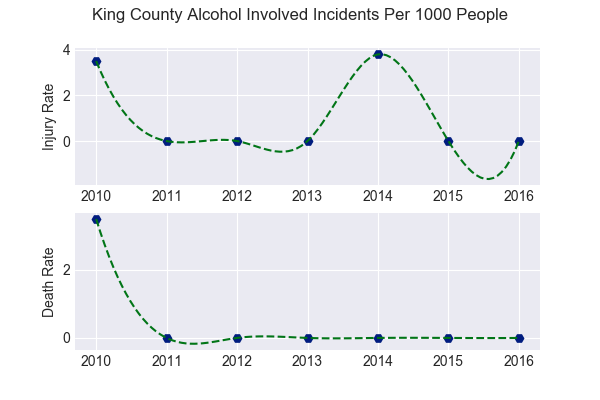 King County Alcohol Involved Incidents Per 1000 People
4
2
0
Injury Rate
2010 2011 2012 2013 2014 2015 2016
2
0
Death Rate
2010 2011 2012 2013 2014 2015 2016